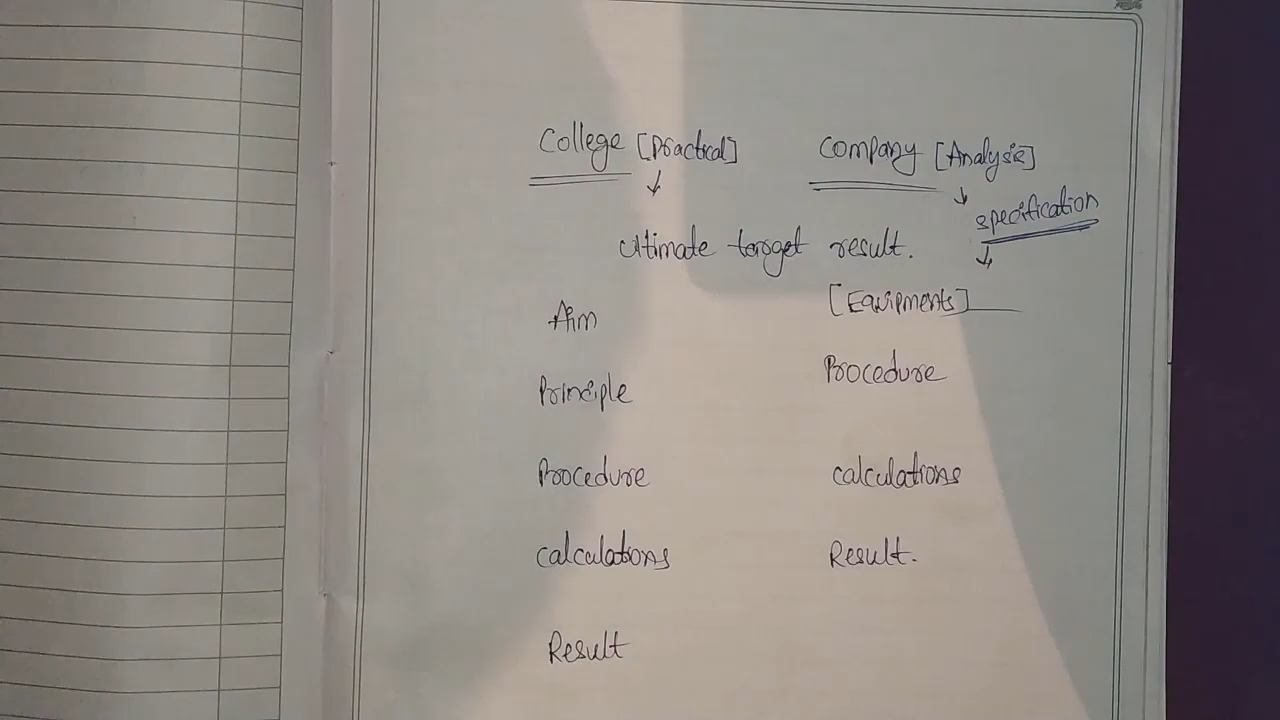 College [Practical]
Company [Analysis]
↓
↓
specification
Ultimate target result.
↓
[Equipments]
Aim
Procedure
Principle
Procedure
calculations
calculations
Result.
Result